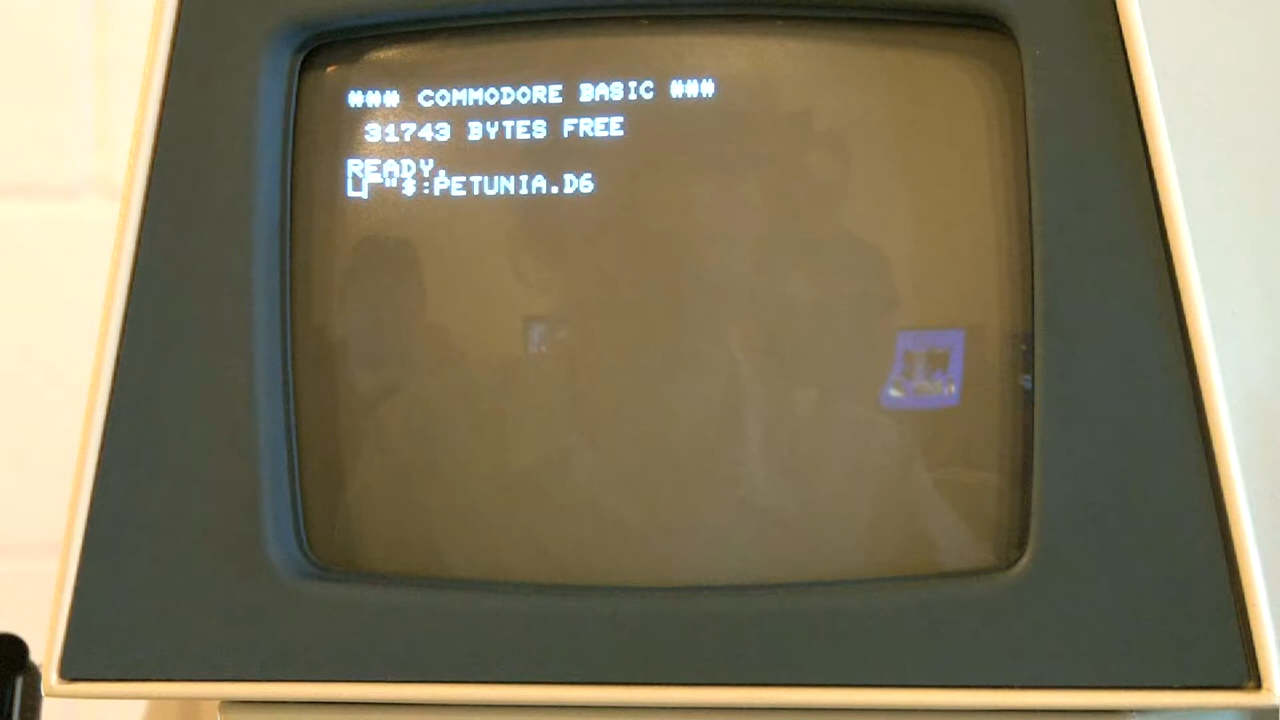 ### COMMODORE BASIC ###
31743 BYTES FREE
READY.
L┌ "$:PETUNIA.D6